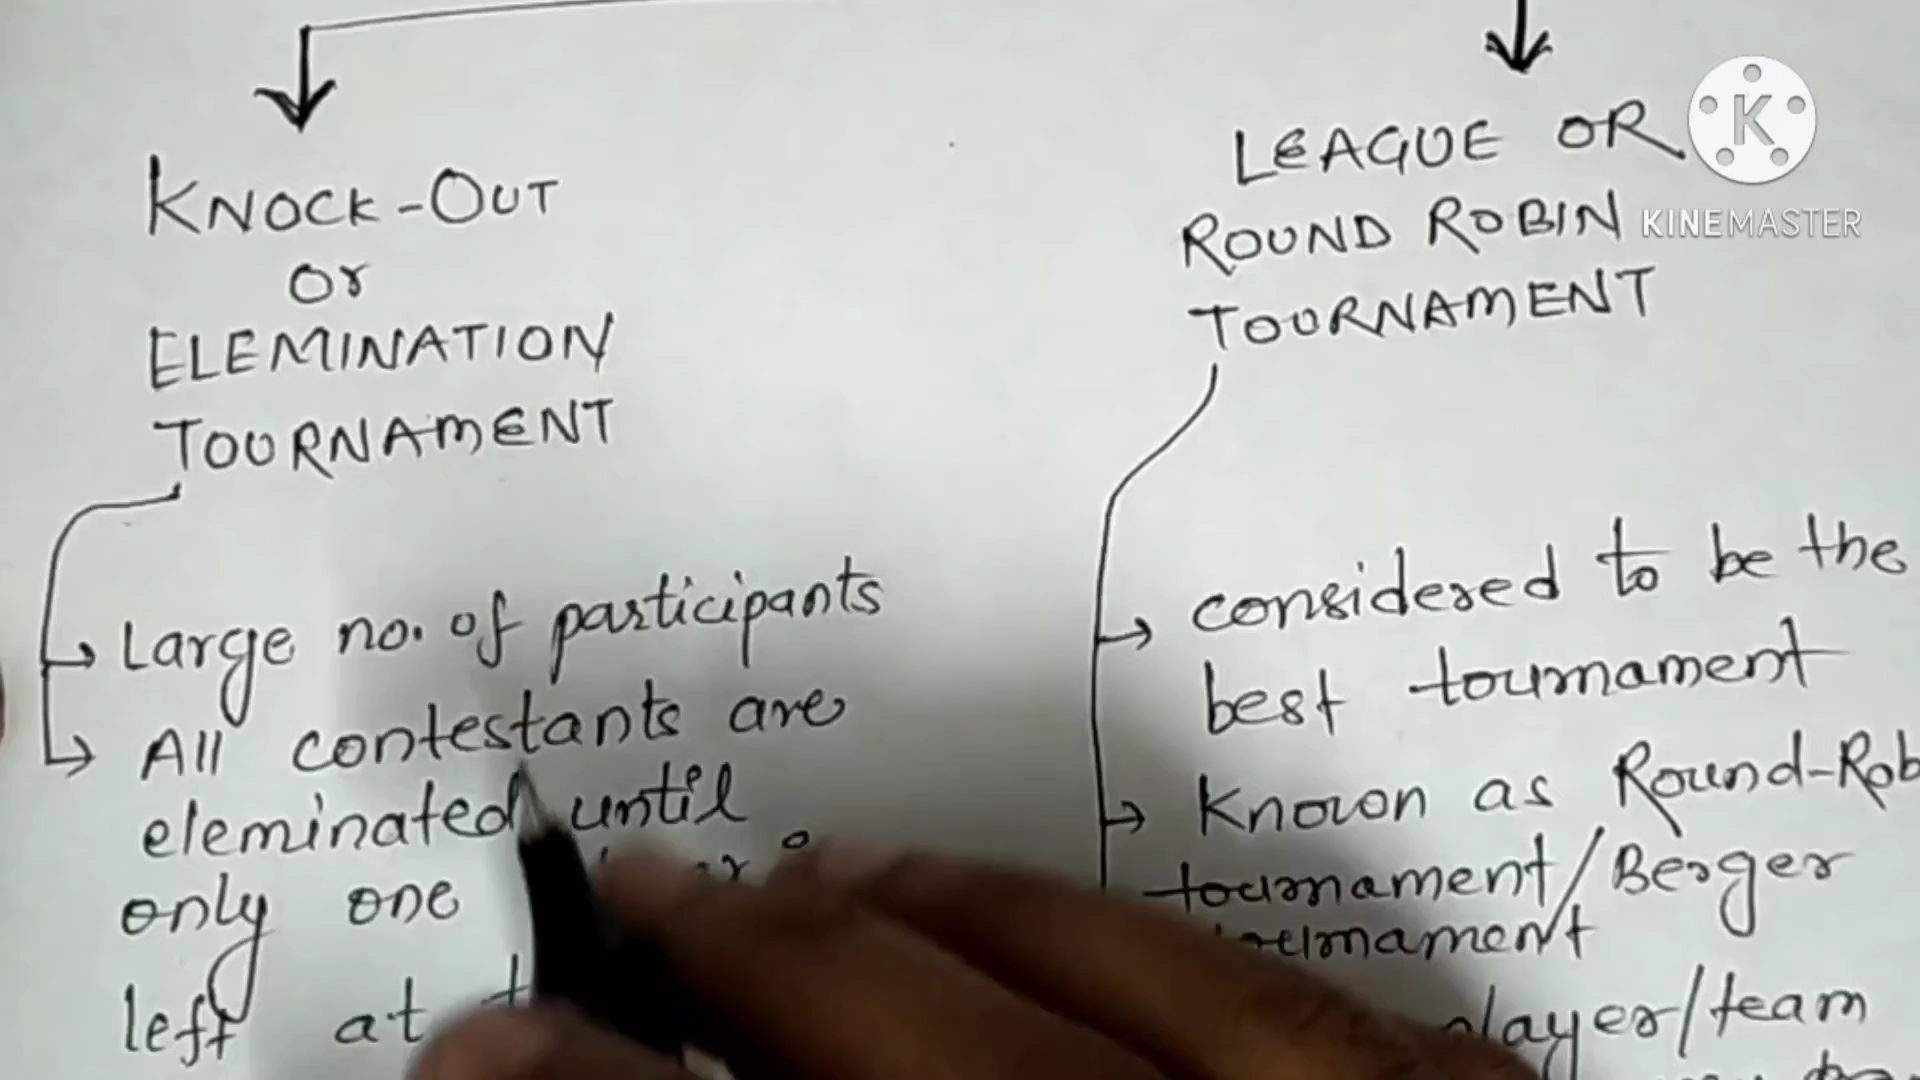 KNOCK-OUT
or
ELEMINATION
TOURNAMENT
Large no. of participants
All contestants are
eleminated until
only one
left at
LEAGUE OR
ROUND ROBIN
TOURNAMENT
considered to be the
best tournament
Known as Round-Rob
tournament/Berger
tournament
player/team
K
KINEMASTER